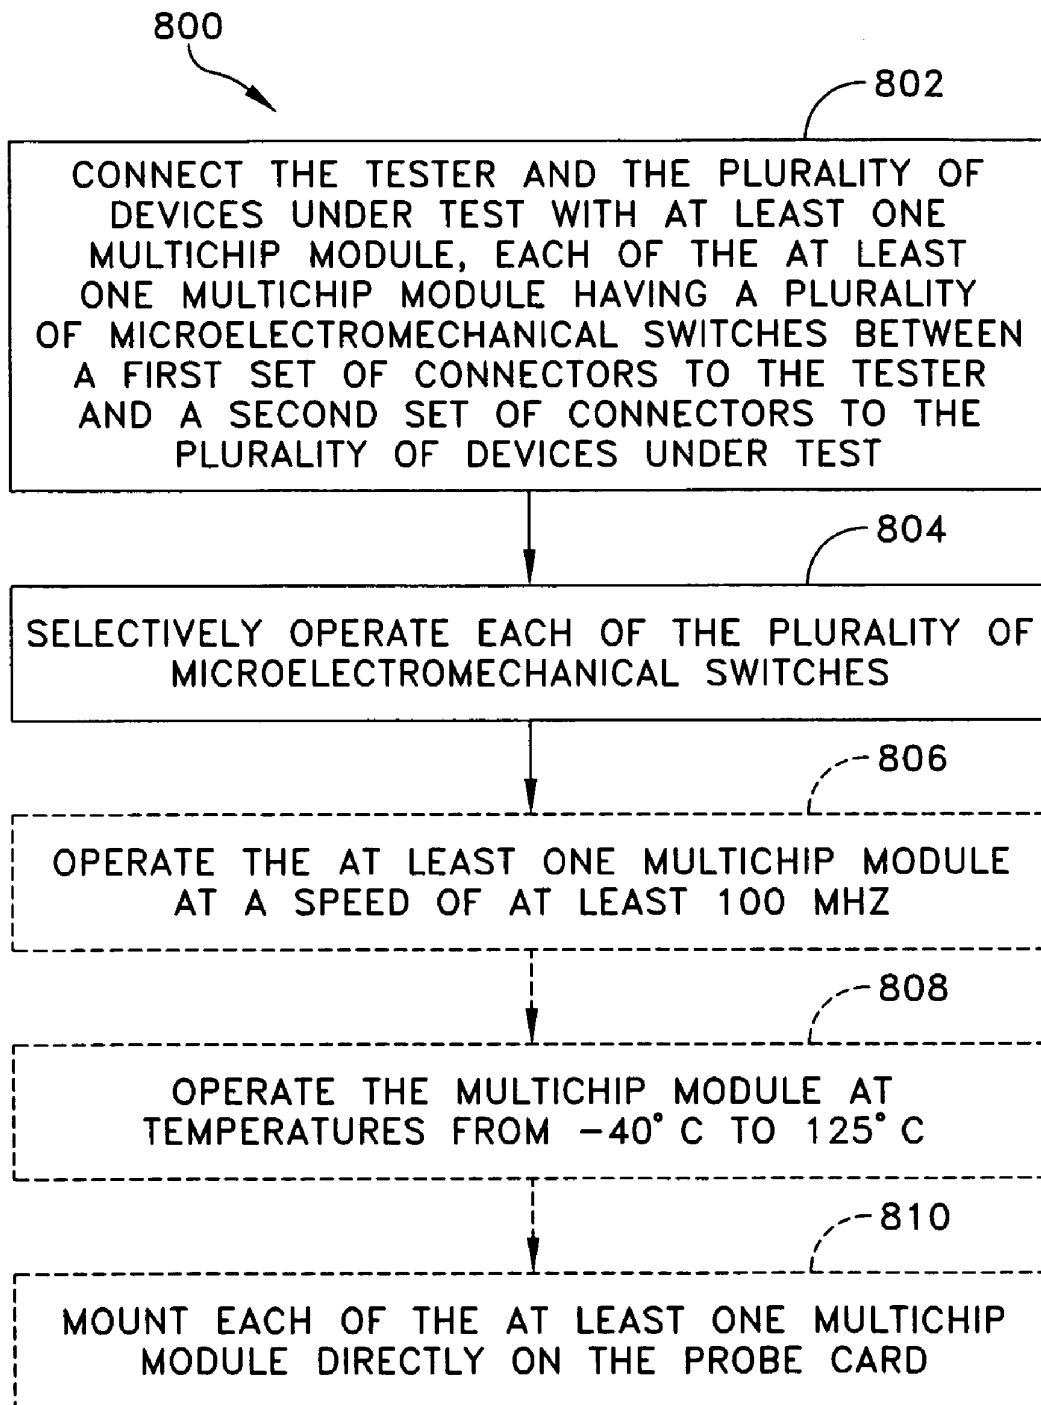 800
802
CONNECT THE TESTER AND THE PLURALITY OF
DEVICES UNDER TEST WITH AT LEAST ONE
MULTICHIP MODULE, EACH OF THE AT LEAST
ONE MULTICHIP MODULE HAVING A PLURALITY
OF MICROELECTROMECHANICAL SWITCHES BETWEEN
A FIRST SET OF CONNECTORS TO THE TESTER
AND A SECOND SET OF CONNECTORS TO THE
PLURALITY OF DEVICES UNDER TEST
804
SELECTIVELY OPERATE EACH OF THE PLURALITY OF
MICROELECTROMECHANICAL SWITCHES
806
OPERATE THE AT LEAST ONE MULTICHIP MODULE
AT A SPEED OF AT LEAST 100 MHZ
808
OPERATE THE MULTICHIP MODULE AT
TEMPERATURES FROM -40° C TO 125° C
810
MOUNT EACH OF THE AT LEAST ONE MULTICHIP
MODULE DIRECTLY ON THE PROBE CARD